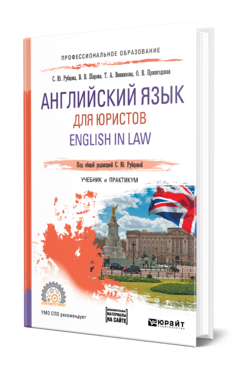 ПРОФЕССИОНАЛЬНОЕ ОБРАЗОВАНИЕ
С. Ю. Рубцова, В. В. Шарова, Т. А. Винникова, О. В. Пржигодзкая
АНГЛИЙСКИЙ ЯЗЫК
ДЛЯ ЮРИСТОВ
ENGLISH IN LAW
Под общей редакцией С. Ю. Рубцовой
УЧЕБНИК и ПРАКТИКУМ
УМО СПО рекомендует
МАТЕРИАЛЫ
НА САЙТЕ
юрайт